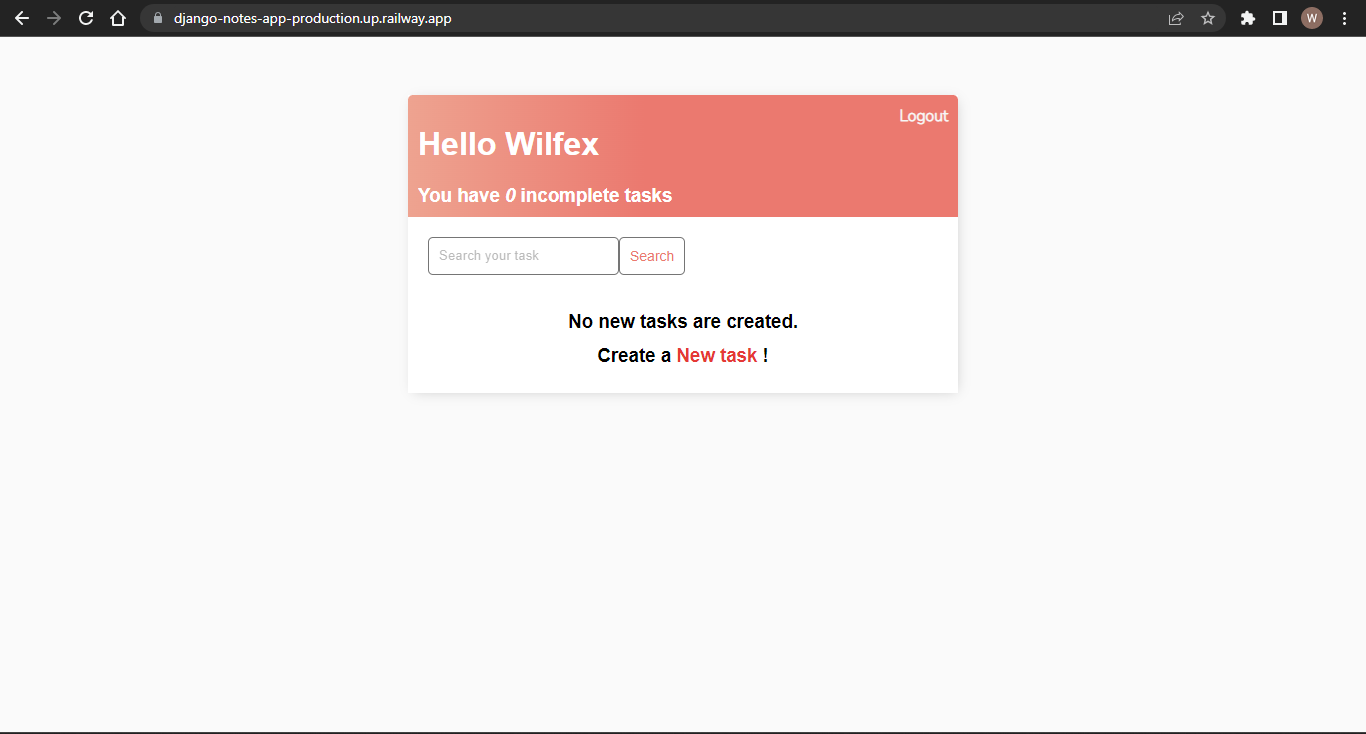 django-notes-app-production.up.railway.app
W
Logout
Hello Wilfex
You have 0 incomplete tasks
Search your task
Search
No new tasks are created.
Create a New task !